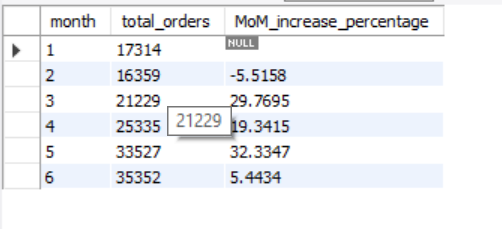 month total_orders MoM_increase_percentage
1 17314 NULL
2 16359 -5.5158
3 21229 29.7695
4 25335 19.3415
21229
5 33527 32.3347
6 35352 5.4434